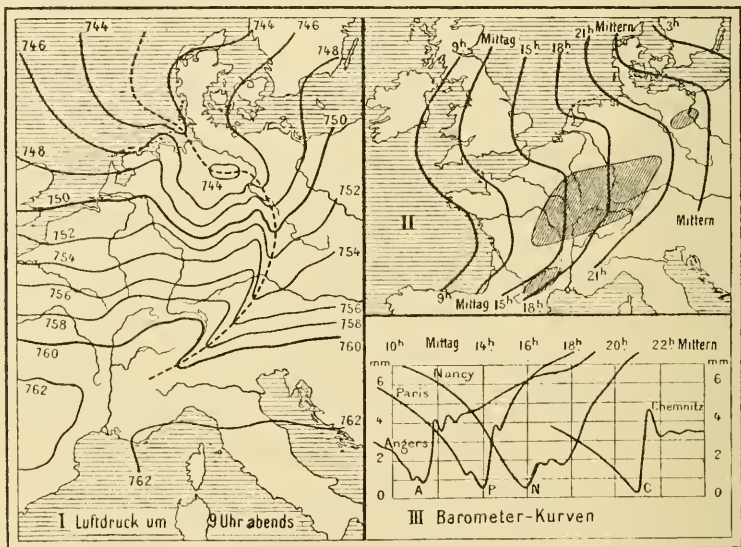 744
744
746
746
748
750
748
744
752
750
752
754
754
756
756
758
758
760
760
762
762
762
I Luftdruck um 9 Uhr abends
9h Mittag 15h 18h 21h Mittern 3h
II
Mittern
9h Mittag 15h 18h 21h
10h Mittag 14h 16h 18h 20h 22h Mittern
mm mm
6 Nancy 6
Paris
4 Chemnitz 4
Angers
2 2
0 A P N C 0
III Barometer-Kurven